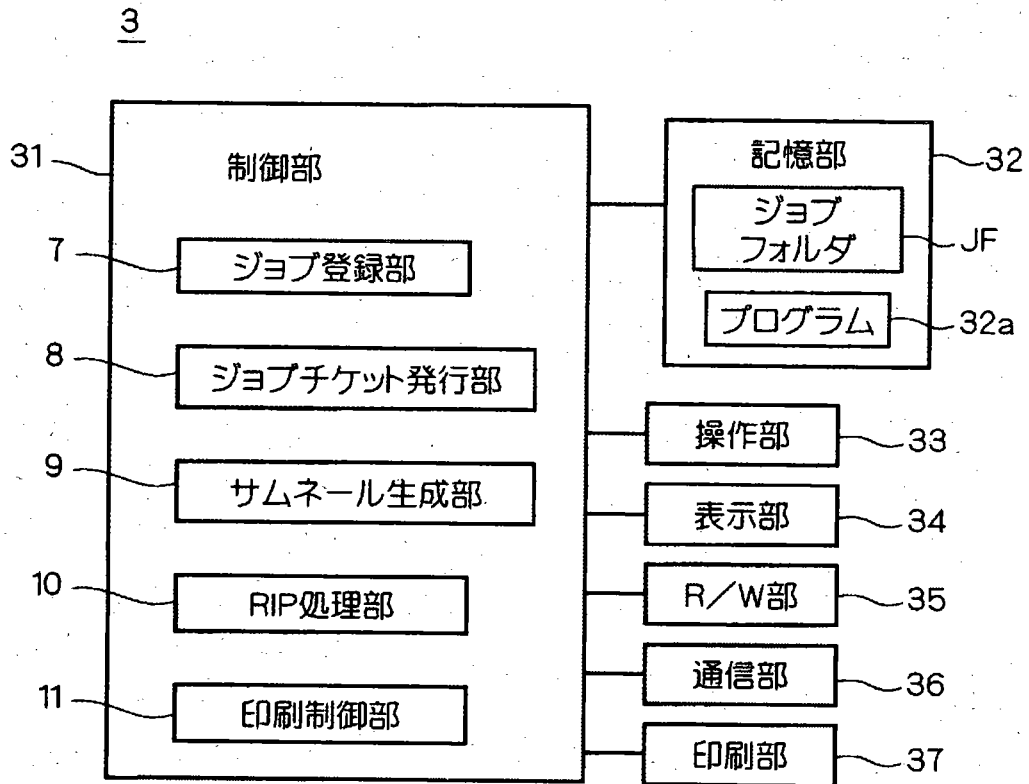 3
31
制御部
7
ジョブ登録部
8
ジョブチケット発行部
9
サムネール生成部
10
RIP処理部
11
印刷制御部
記憶部
32
ジョブ
フォルダ
JF
プログラム
32a
操作部
33
表示部
34
R/W部
35
通信部
36
印刷部
37